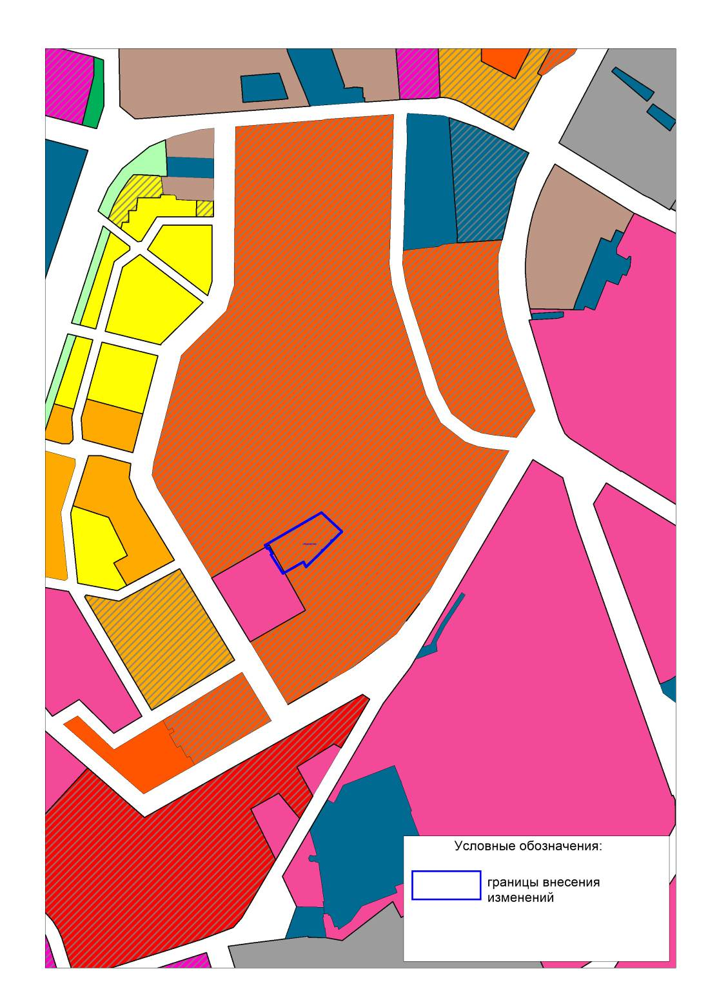 Условные обозначения:
границы внесения
изменений